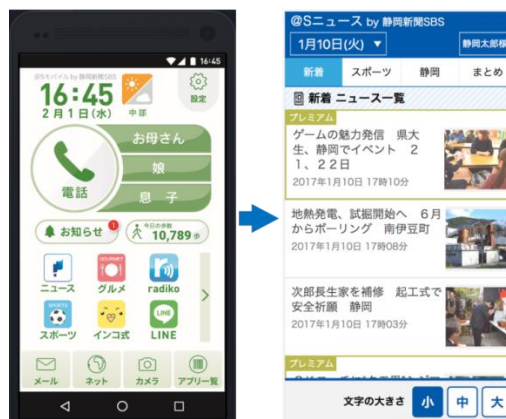 16:45
@Sモバイル by 静岡新聞SBS
16:45
2月1日(水)
中部
設定
電話
お母さん
娘
息子
お知らせ
今日の歩数
10,789歩
ニュース
GOURMET
グルメ
radiko
SPORTS
スポーツ
インコ式
LINE
LINE
メール
ネット
カメラ
アプリ一覧
@Sニュース by 静岡新聞SBS
1月10日(火) ▼
静岡太郎様
新着
スポーツ
静岡
まとめ
新着 ニュース一覧
プレミアム
ゲームの魅力発信 県大
生、静岡でイベント 2
1、22日
2017年1月10日 17時10分
地熱発電、試掘開始へ 6月
からボーリング 南伊豆町
2017年1月10日 17時08分
次郎長生家を補修 起工式で
安全祈願 静岡
2017年1月10日 17時03分
プレミアム
文字の大きさ
小
中
大